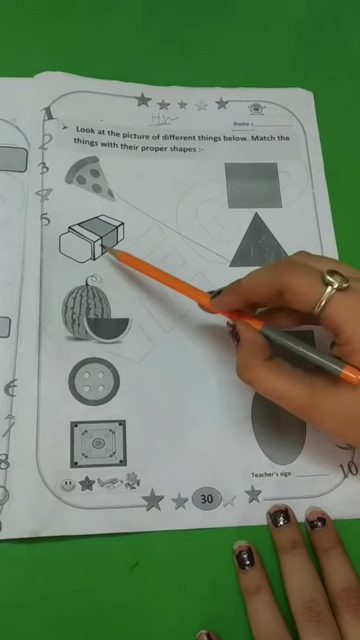 HW
Date :
➤ Look at the picture of different things below. Match the
things with their proper shapes :-
1
2
3
4
5
30
Teacher's sign :
7
8
10